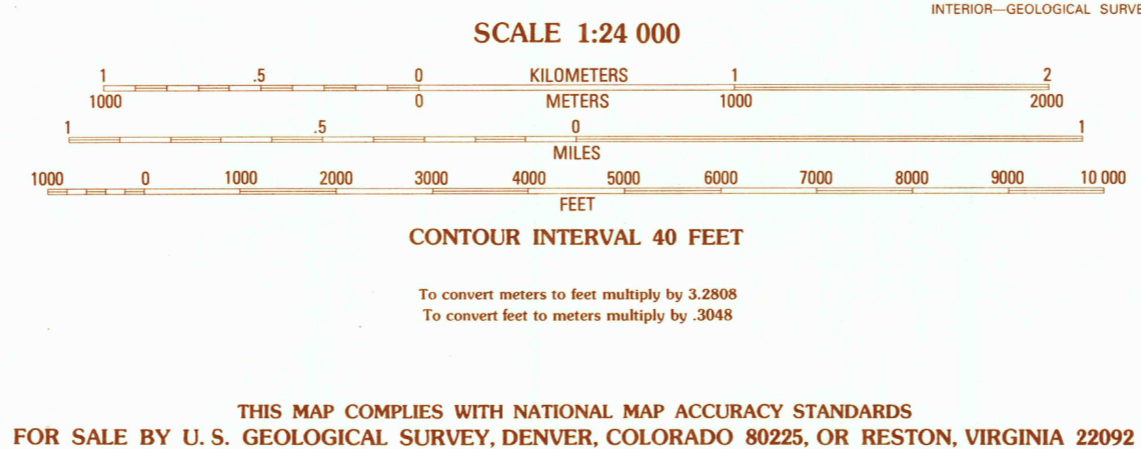 INTERIOR—GEOLOGICAL SURVE
SCALE 1:24 000
1 .5 0 KILOMETERS 1 2
1000 0 METERS 1000 2000
1 .5 0 1
MILES
1000 0 1000 2000 3000 4000 5000 6000 7000 8000 9000 10 000
FEET
CONTOUR INTERVAL 40 FEET
To convert meters to feet multiply by 3.2808
To convert feet to meters multiply by .3048
THIS MAP COMPLIES WITH NATIONAL MAP ACCURACY STANDARDS
FOR SALE BY U. S. GEOLOGICAL SURVEY, DENVER, COLORADO 80225, OR RESTON, VIRGINIA 22092